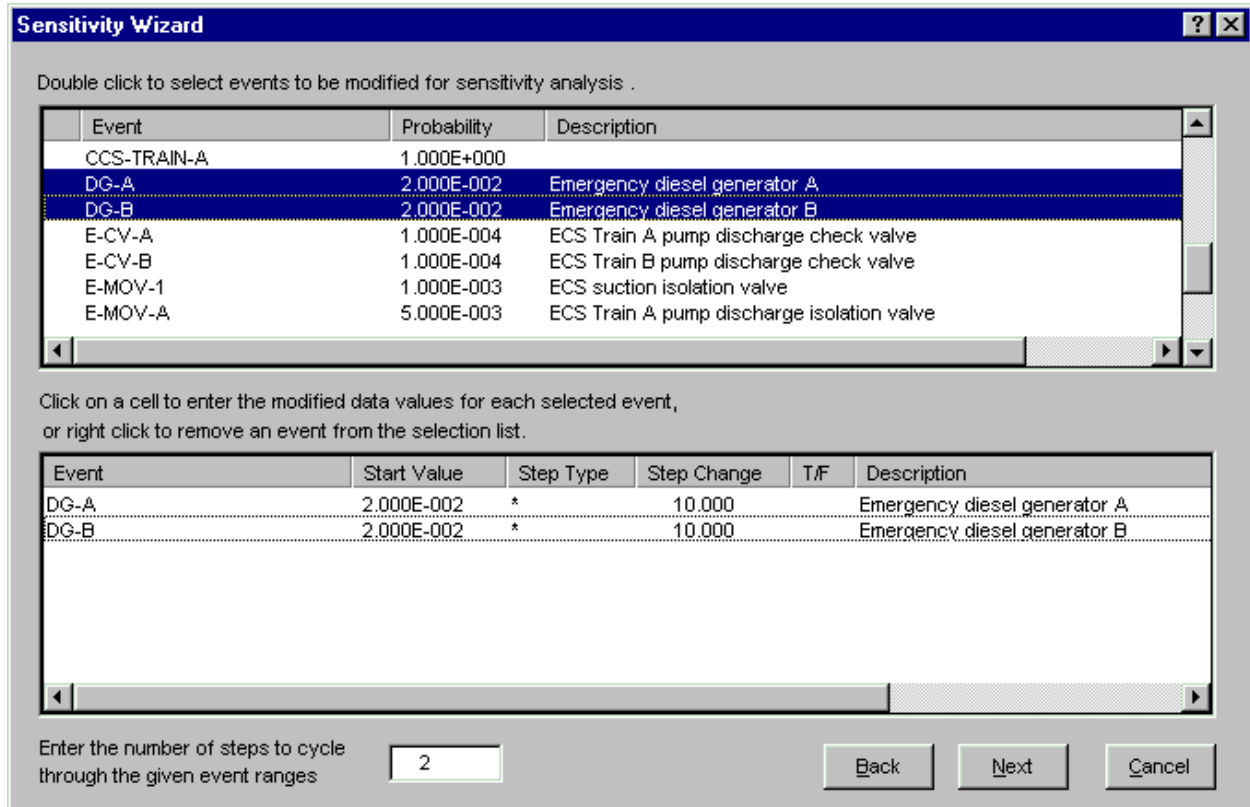 Sensitivity Wizard
Double click to select events to be modified for sensitivity analysis .
Event Probability Description
CCS-TRAIN-A 1.000E+000
DG-A 2.000E-002 Emergency diesel generator A
DG-B 2.000E-002 Emergency diesel generator B
E-CV-A 1.000E-004 ECS Train A pump discharge check valve
E-CV-B 1.000E-004 ECS Train B pump discharge check valve
E-MOV-1 1.000E-003 ECS suction isolation valve
E-MOV-A 5.000E-003 ECS Train A pump discharge isolation valve
Click on a cell to enter the modified data values for each selected event,
or right click to remove an event from the selection list.
Event Start Value Step Type Step Change T/F Description
DG-A 2.000E-002 * 10.000 Emergency diesel generator A
DG-B 2.000E-002 * 10.000 Emergency diesel generator B
Enter the number of steps to cycle
through the given event ranges
2
Back Next Cancel